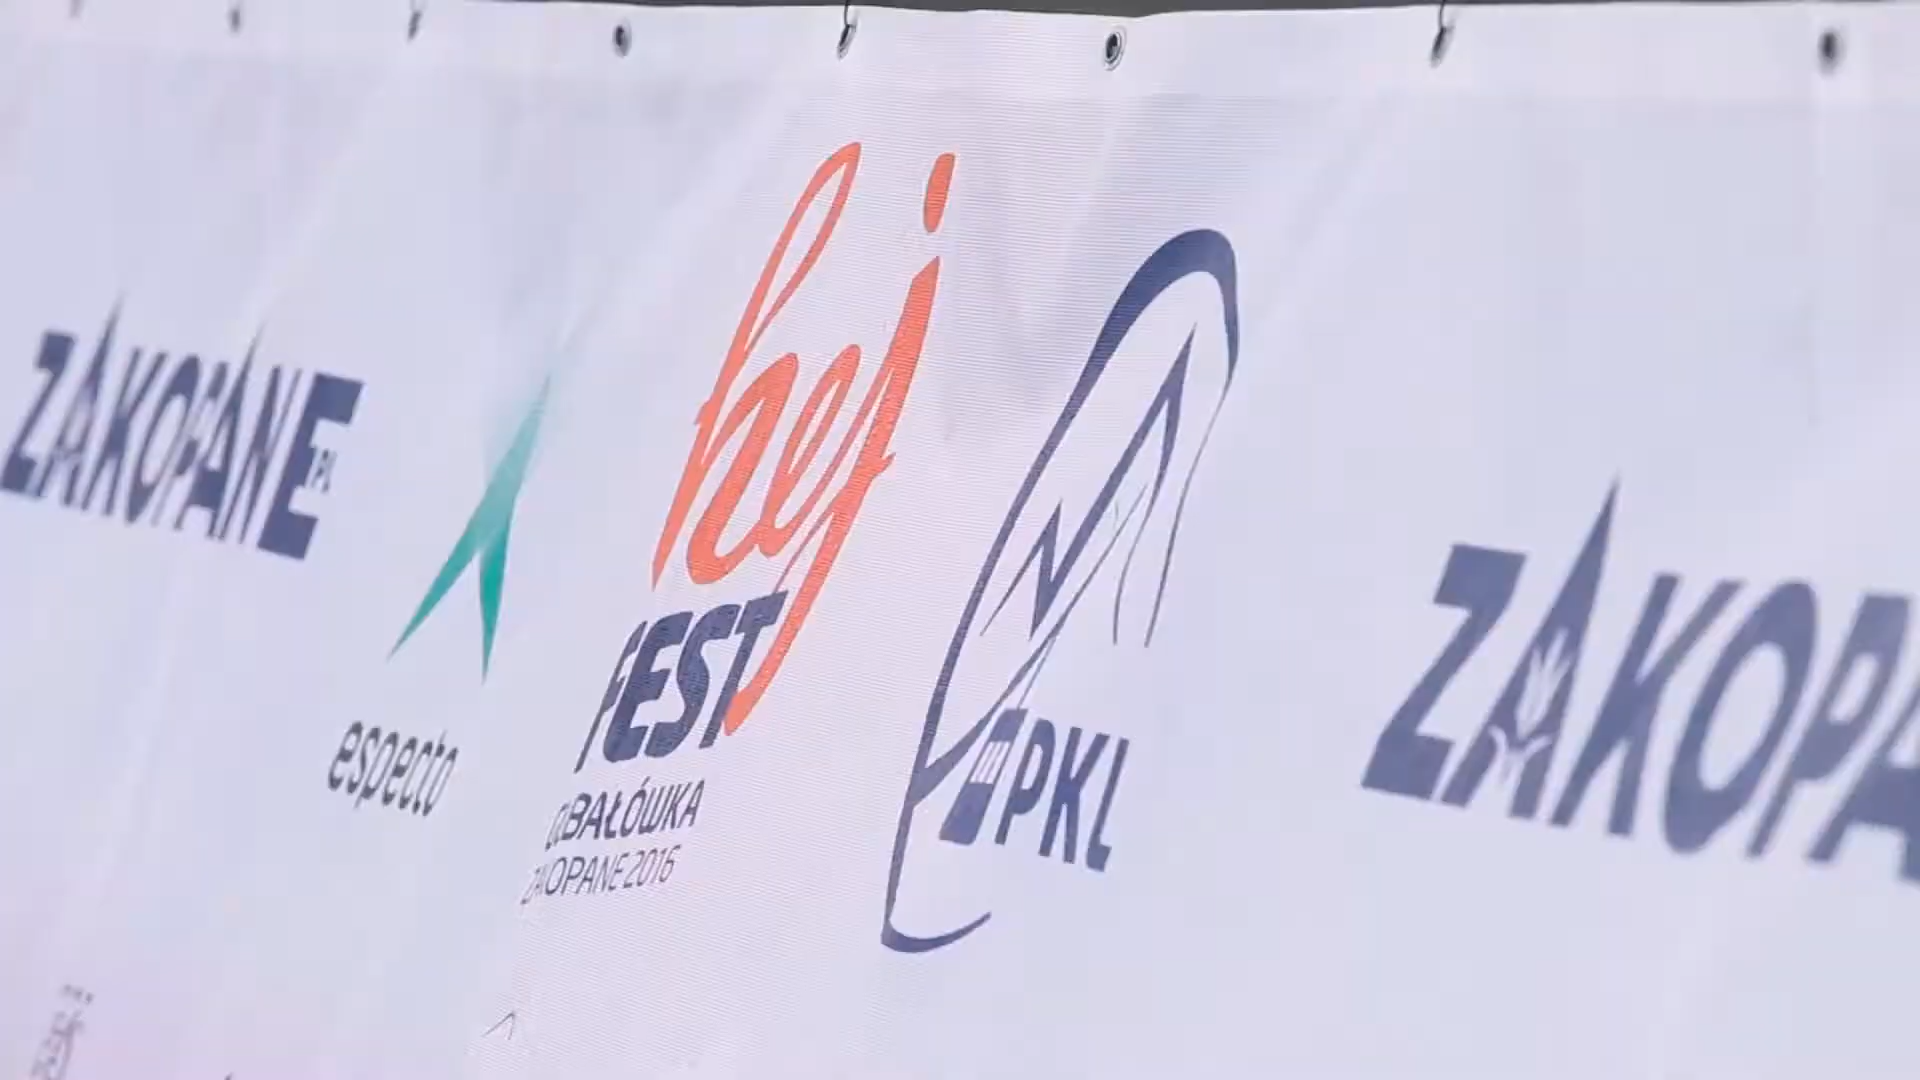 ZAKOPANE
.PL
especto
hej
FEST
GUBAŁÓWKA
ZAKOPANE 2016
PKL
ZAKOPA